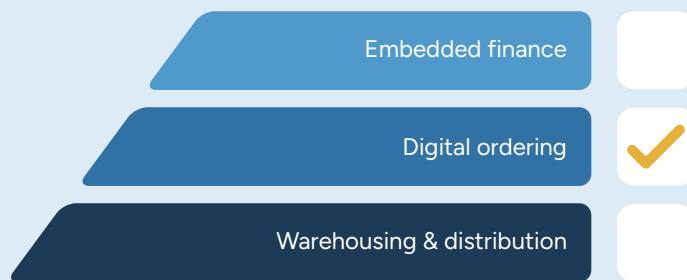 Embedded finance
Digital ordering
Warehousing & distribution